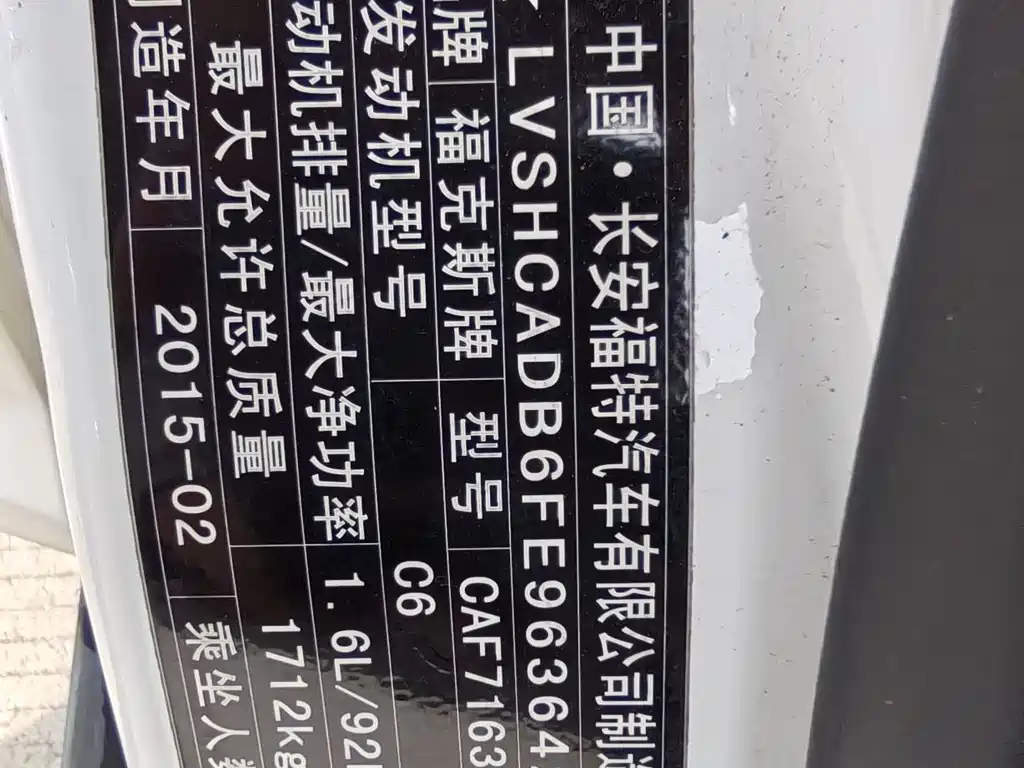 中国·长安福特汽车有限公司制造
LVSHCADB6FE96364
牌 福克斯牌 型号 CAF7163
发动机型号 C6
动机排量/最大净功率 1.6L/92
最大允许总质量 1712kg
造年月 2015-02 乘坐人数